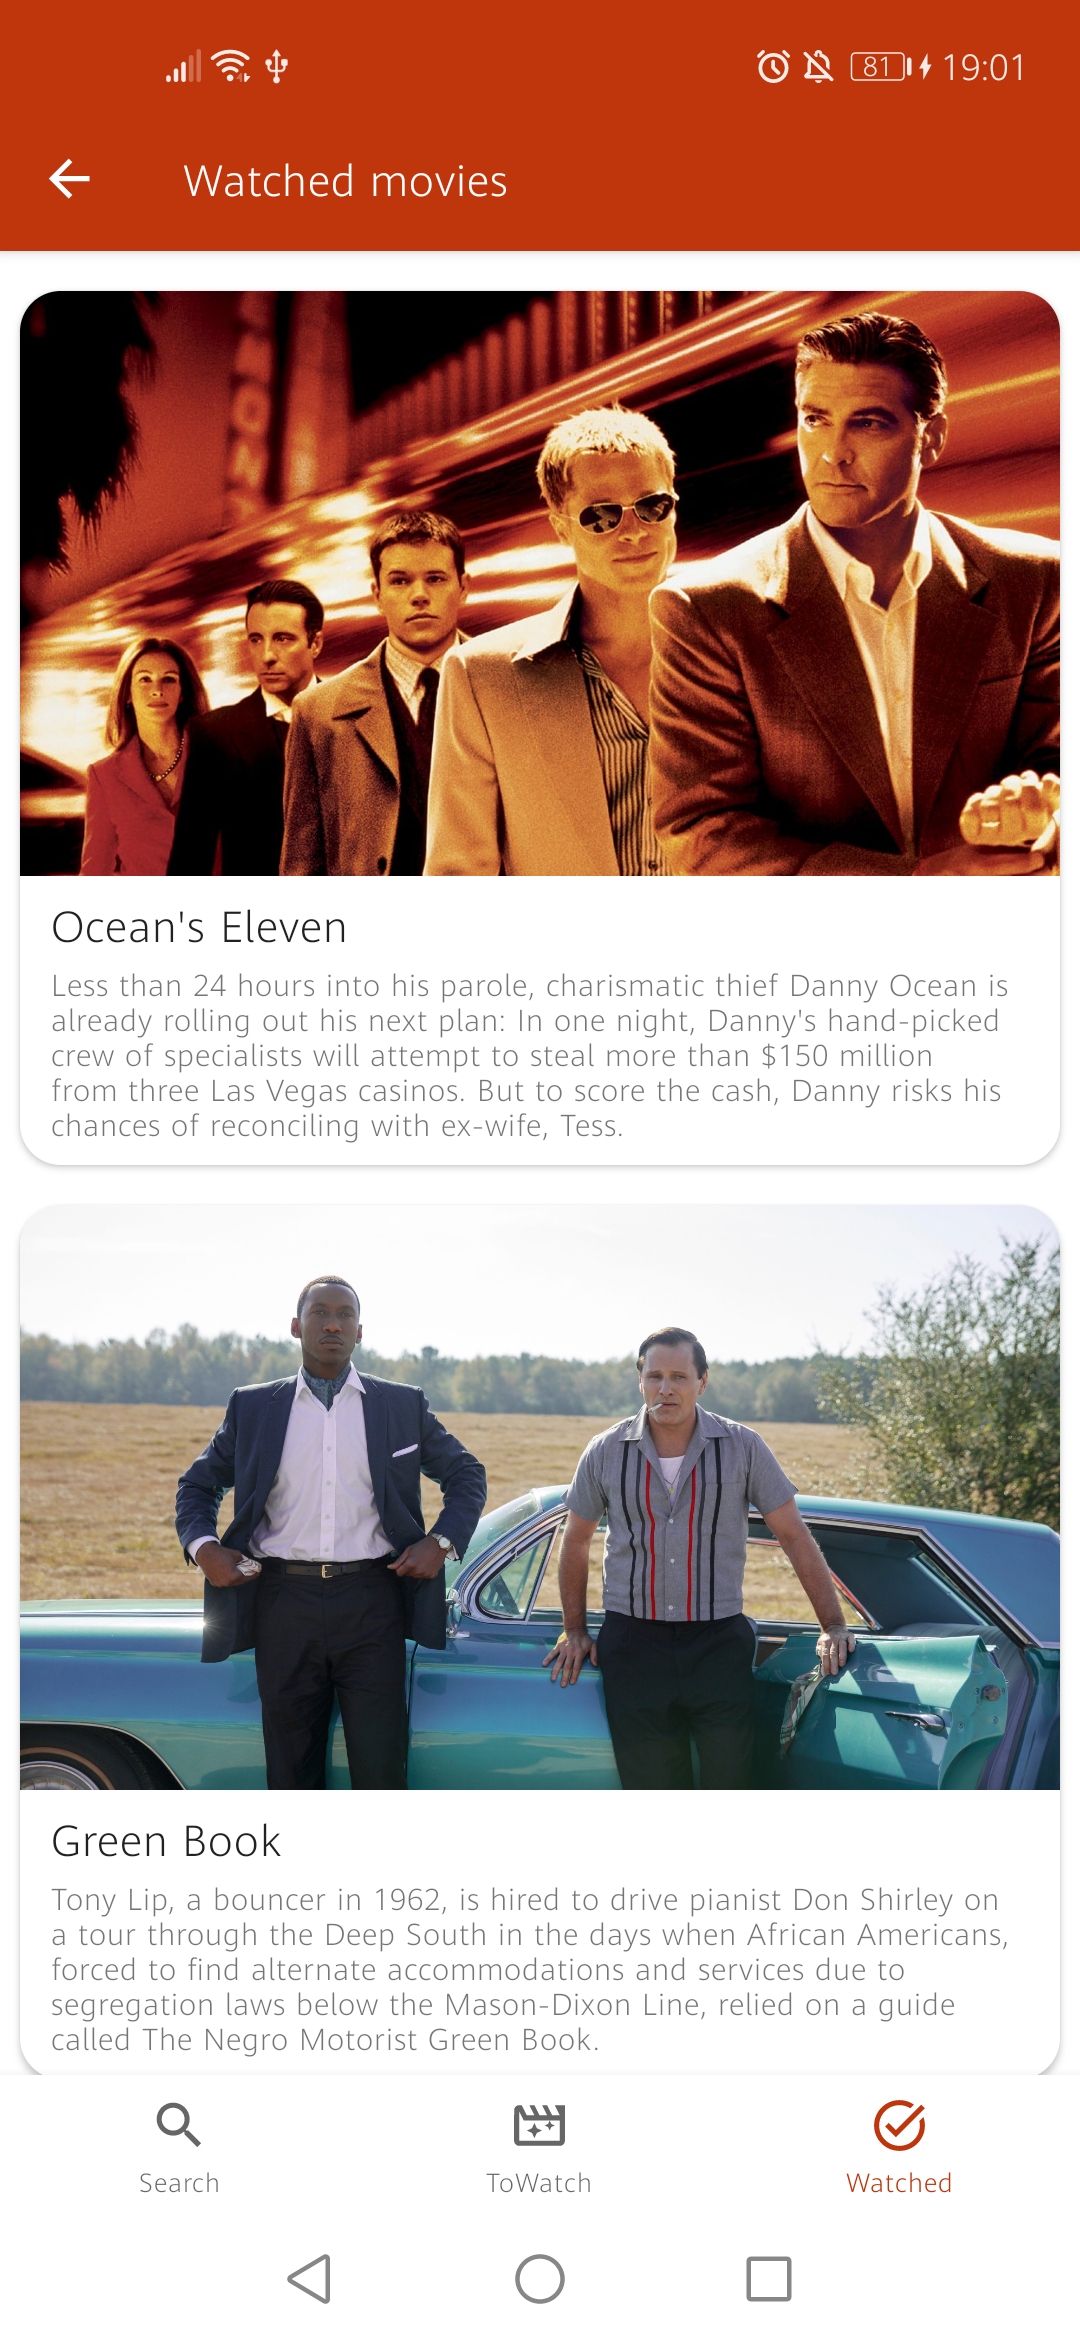 81 19:01
Watched movies
Ocean's Eleven
Less than 24 hours into his parole, charismatic thief Danny Ocean is
already rolling out his next plan: In one night, Danny's hand-picked
crew of specialists will attempt to steal more than $150 million
from three Las Vegas casinos. But to score the cash, Danny risks his
chances of reconciling with ex-wife, Tess.
Green Book
Tony Lip, a bouncer in 1962, is hired to drive pianist Don Shirley on
a tour through the Deep South in the days when African Americans,
forced to find alternate accommodations and services due to
segregation laws below the Mason-Dixon Line, relied on a guide
called The Negro Motorist Green Book.
Search ToWatch Watched